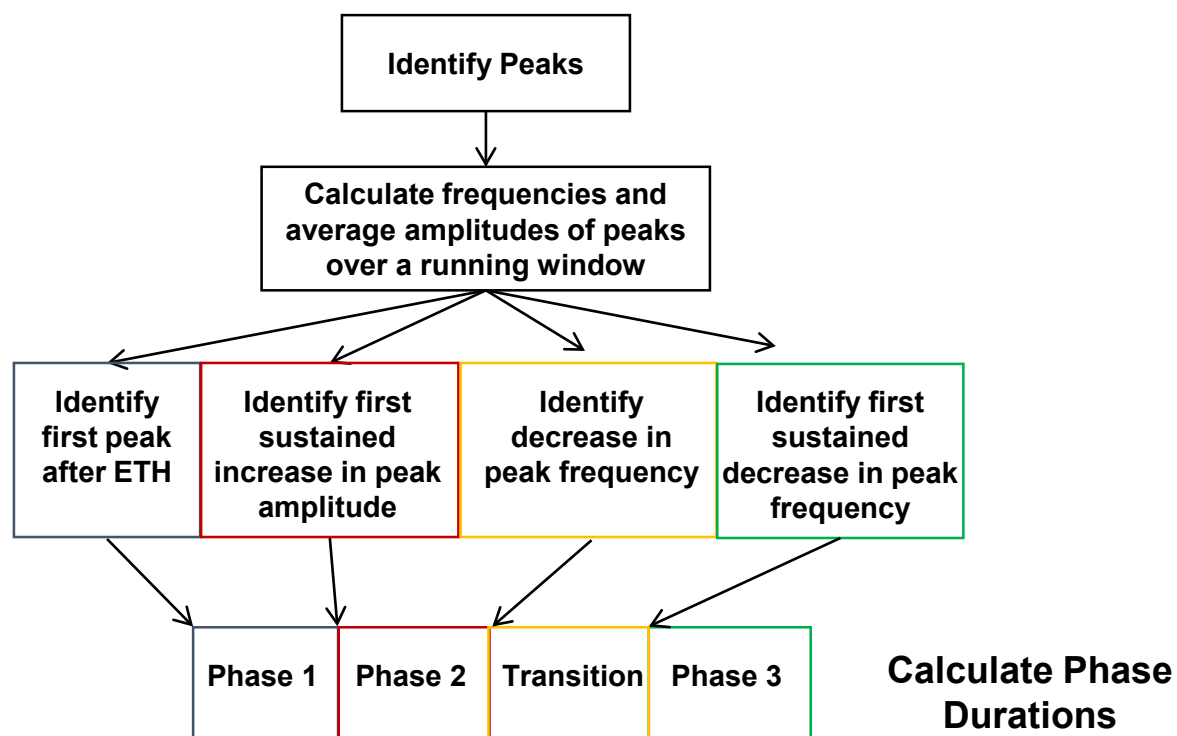 Identify Peaks
Calculate frequencies and
average amplitudes of peaks
over a running window
Identify
first peak
after ETH
Identify first
sustained
increase in peak
amplitude
Identify
decrease in
peak frequency
Identify first
sustained
decrease in peak
frequency
Phase 1
Phase 2
Transition
Phase 3
Calculate Phase
Durations